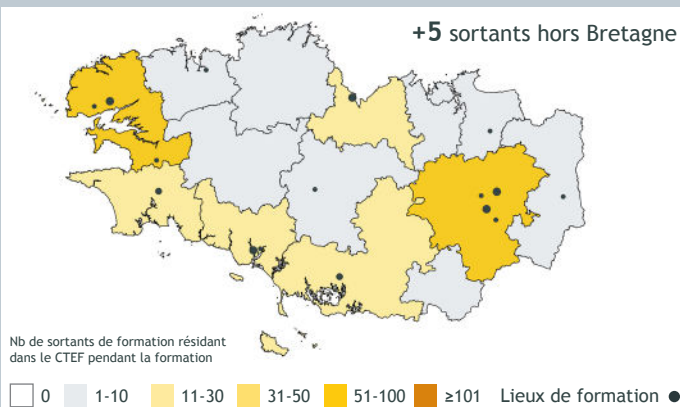 +5 sortants hors Bretagne
Nb de sortants de formation résidant
dans le CTEF pendant la formation
0 1-10 11-30 31-50 51-100 ≥101 Lieux de formation